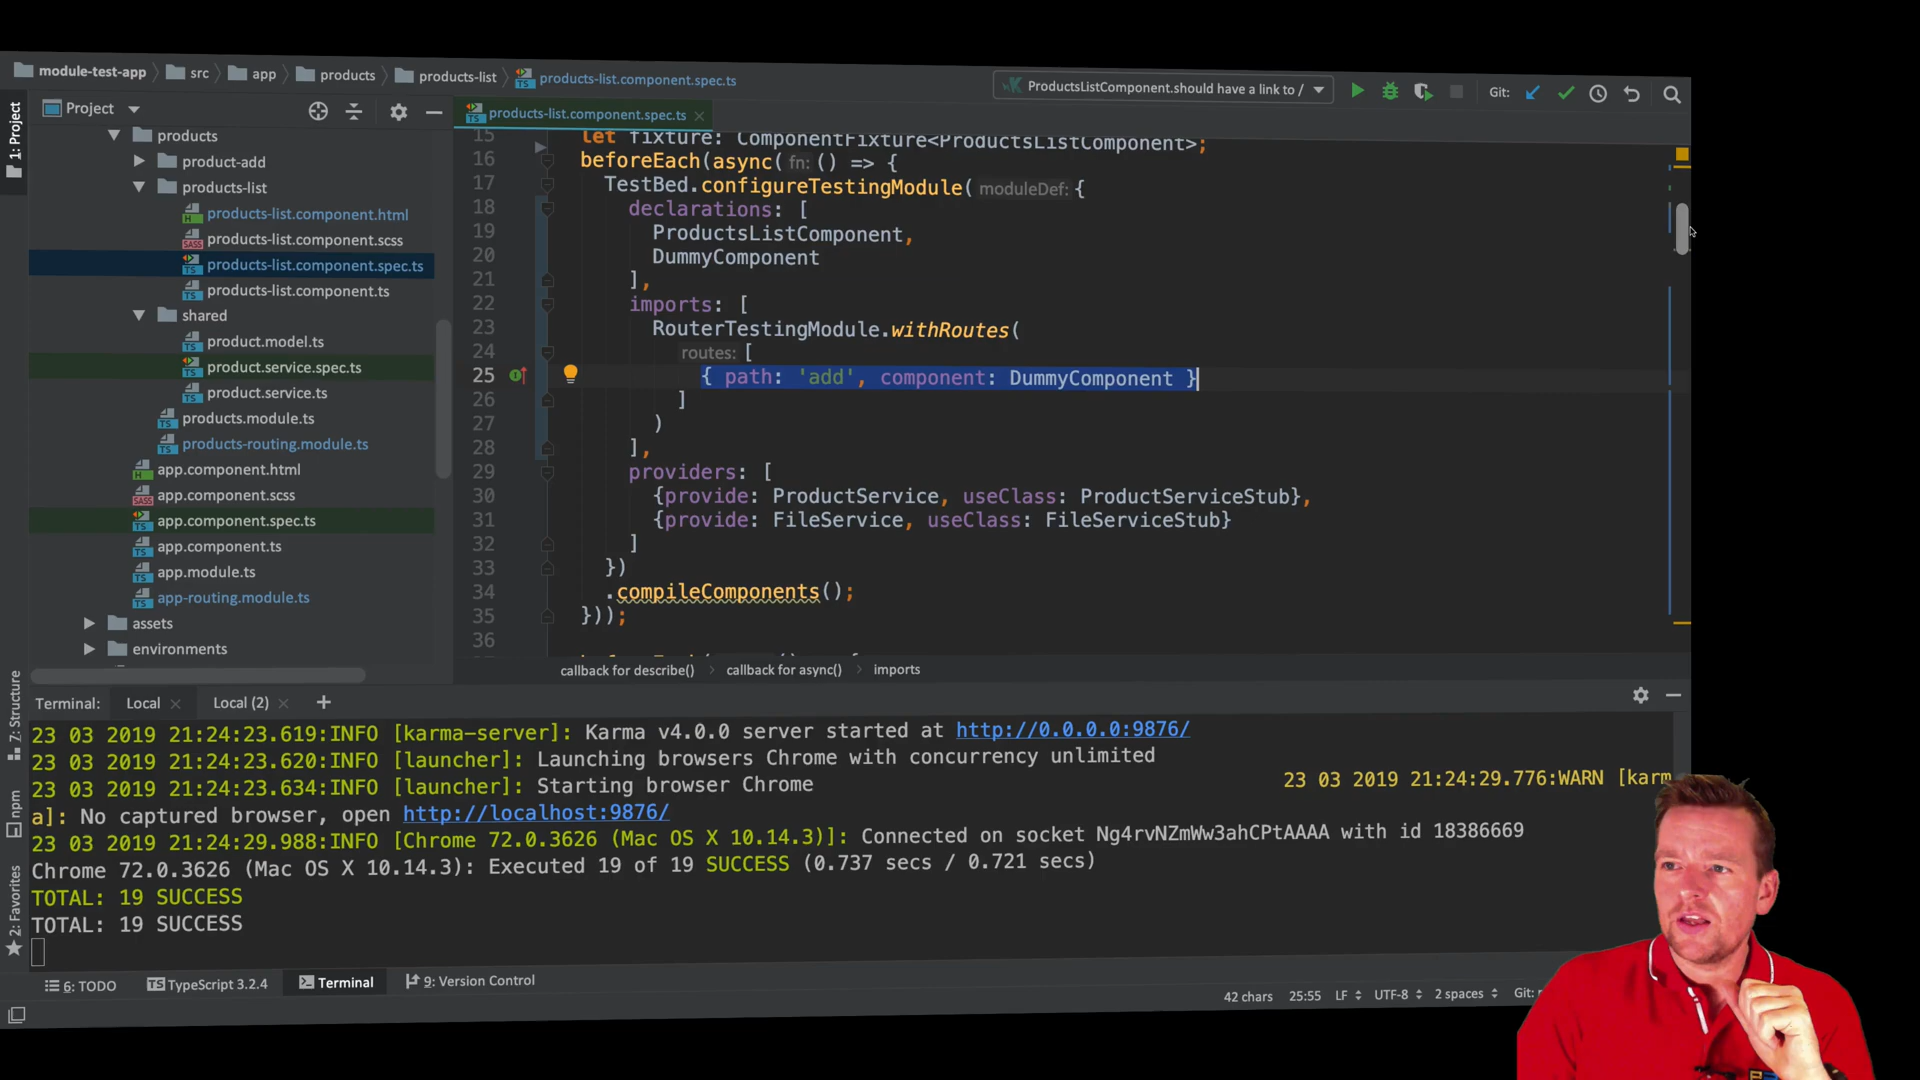 module-test-app src app products products-list products-list.component.spec.ts
ProductsListComponent.should have a link to /
Git:
1: Project
Project
products
product-add
products-list
products-list.component.html
products-list.component.scss
products-list.component.spec.ts
products-list.component.ts
shared
product.model.ts
product.service.spec.ts
product.service.ts
products.module.ts
products-routing.module.ts
app.component.html
app.component.scss
app.component.spec.ts
app.component.ts
app.module.ts
app-routing.module.ts
assets
environments
products-list.component.spec.ts
15 let fixture: ComponentFixture<ProductsListComponent>;
16 beforeEach(async( fn: () => {
17 TestBed.configureTestingModule( moduleDef: {
18 declarations: [
19 ProductsListComponent,
20 DummyComponent
21 ],
22 imports: [
23 RouterTestingModule.withRoutes(
24 routes: [
25 { path: 'add', component: DummyComponent }
26 ]
27 )
28 ],
29 providers: [
30 {provide: ProductService, useClass: ProductServiceStub},
31 {provide: FileService, useClass: FileServiceStub}
32 ]
33 })
34 .compileComponents();
35 }));
36
callback for describe() callback for async() imports
7: Structure
npm
2: Favorites
Terminal: Local Local (2) +
23 03 2019 21:24:23.619:INFO [karma-server]: Karma v4.0.0 server started at http://0.0.0.0:9876/
23 03 2019 21:24:23.620:INFO [launcher]: Launching browsers Chrome with concurrency unlimited
23 03 2019 21:24:23.634:INFO [launcher]: Starting browser Chrome 23 03 2019 21:24:29.776:WARN [karm
a]: No captured browser, open http://localhost:9876/
23 03 2019 21:24:29.988:INFO [Chrome 72.0.3626 (Mac OS X 10.14.3)]: Connected on socket Ng4rvNZmWw3ahCPtAAAA with id 18386669
Chrome 72.0.3626 (Mac OS X 10.14.3): Executed 19 of 19 SUCCESS (0.737 secs / 0.721 secs)
TOTAL: 19 SUCCESS
TOTAL: 19 SUCCESS
6: TODO TypeScript 3.2.4 Terminal 9: Version Control
42 chars 25:55 LF UTF-8 2 spaces Git: